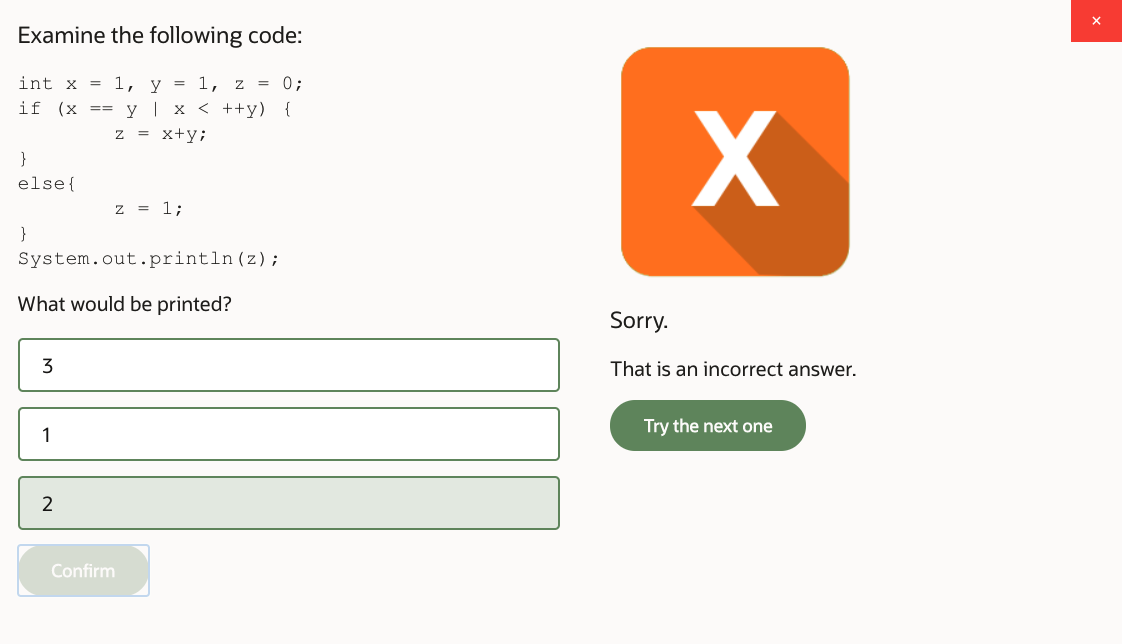 Examine the following code:
int x = 1, y = 1, z = 0;
if (x == y | x < ++y) {
        z = x+y;
}
else{
        z = 1;
}
System.out.println(z);
What would be printed?
3
1
2
Confirm
×
X
Sorry.
That is an incorrect answer.
Try the next one